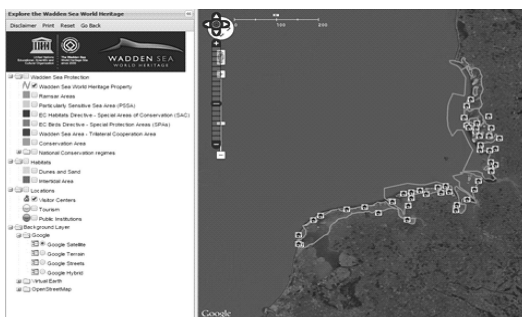 Explore the Wadden Sea World Heritage
Disclaimer Print Reset Go Back
0 100 200
WADDEN SEA
WORLD HERITAGE
Wadden Sea Protection
Wadden Sea World Heritage Property
Ramsar Areas
Particularly Sensitive Sea Area (PSSA)
EC Habitats Directive - Special Areas of Conservation (SAC)
EC Birds Directive - Special Protection Areas (SPAs)
Wadden Sea Area - Trilateral Cooperation Area
Conservation Area
National Conservation regimes
Habitats
Dunes and Sand
Intertidal Area
Locations
Visitor Centers
Tourism
Public Institutions
Background Layer
Google
Google Satellite
Google Terrain
Google Streets
Google Hybrid
Virtual Earth
OpenStreetMap
Google